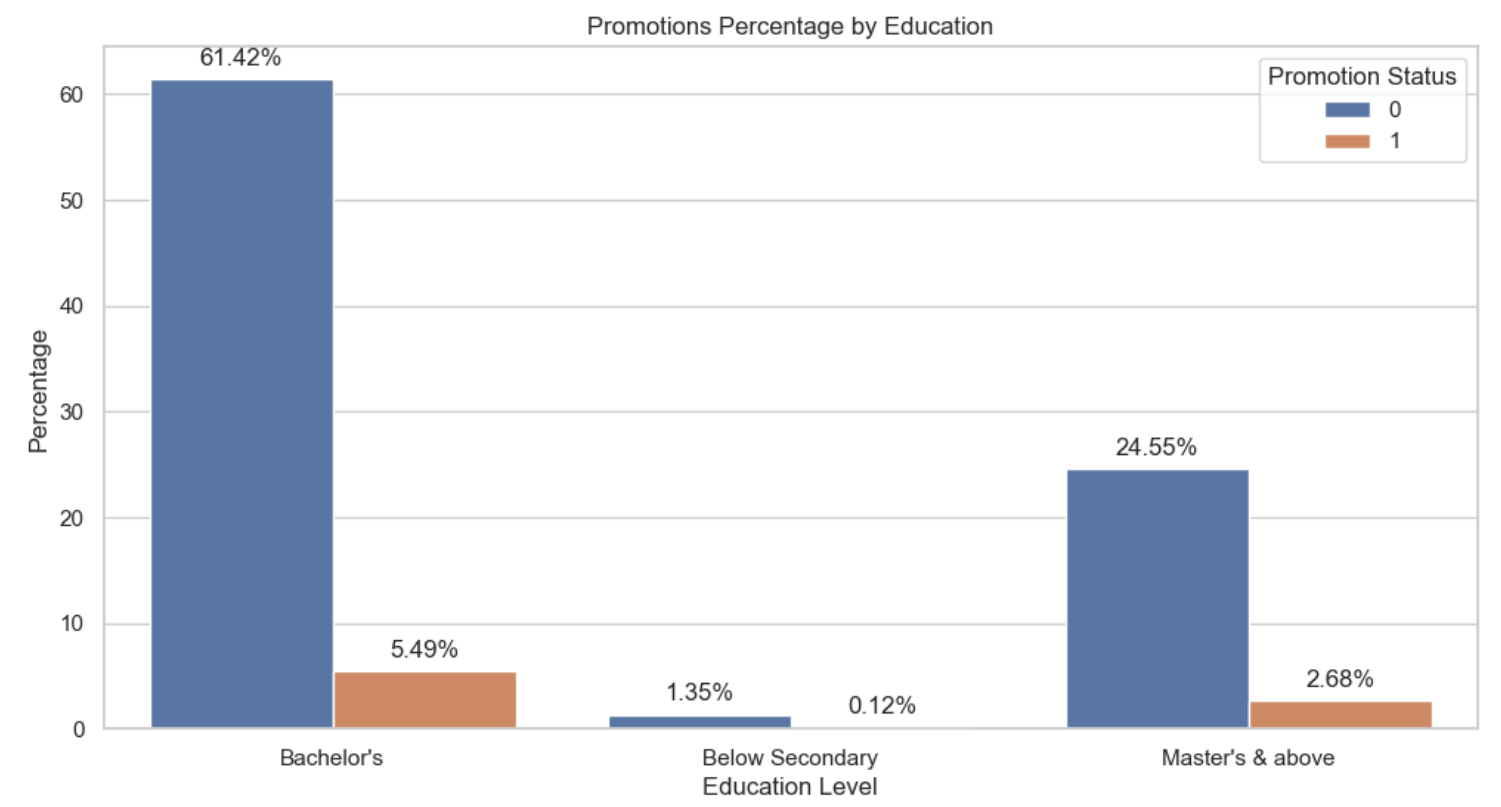 Promotions Percentage by Education
61.42%
Promotion Status
0
1
60
50
40
30
20
10
0
Percentage
5.49%
1.35%
0.12%
24.55%
2.68%
Bachelor's
Below Secondary
Master's & above
Education Level